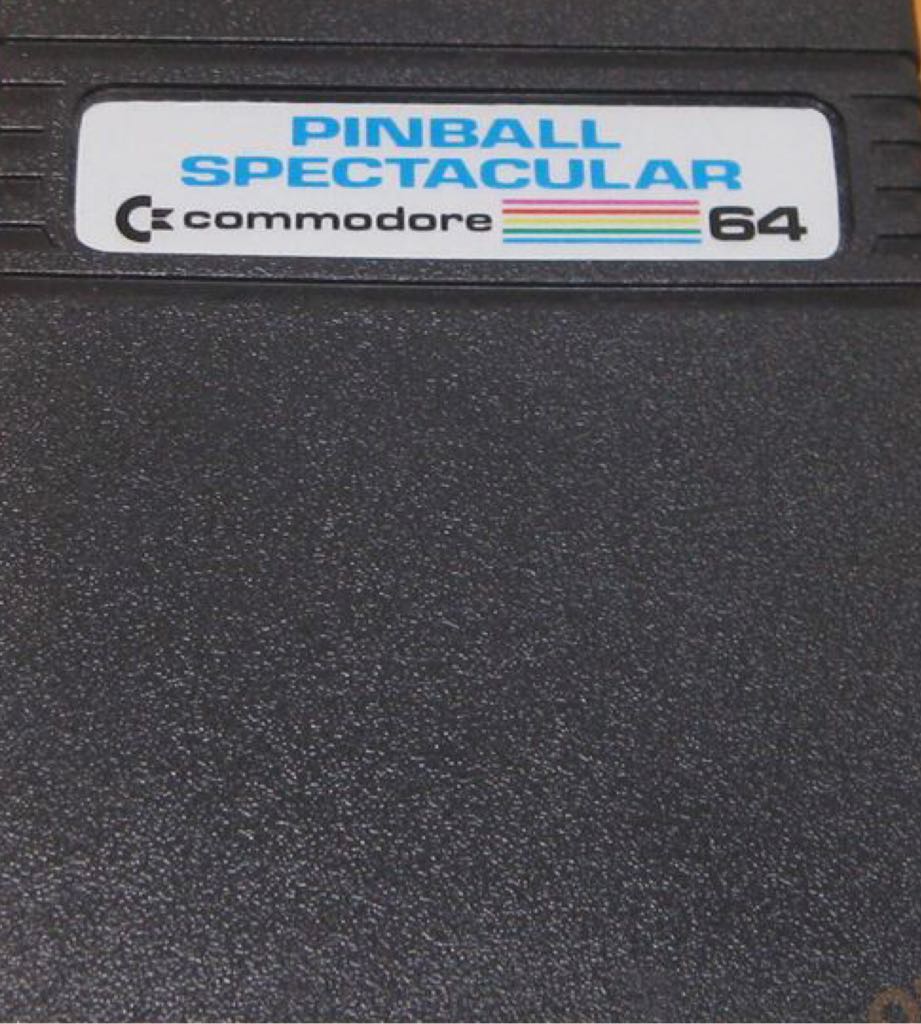 PINBALL
SPECTACULAR
commodore 64